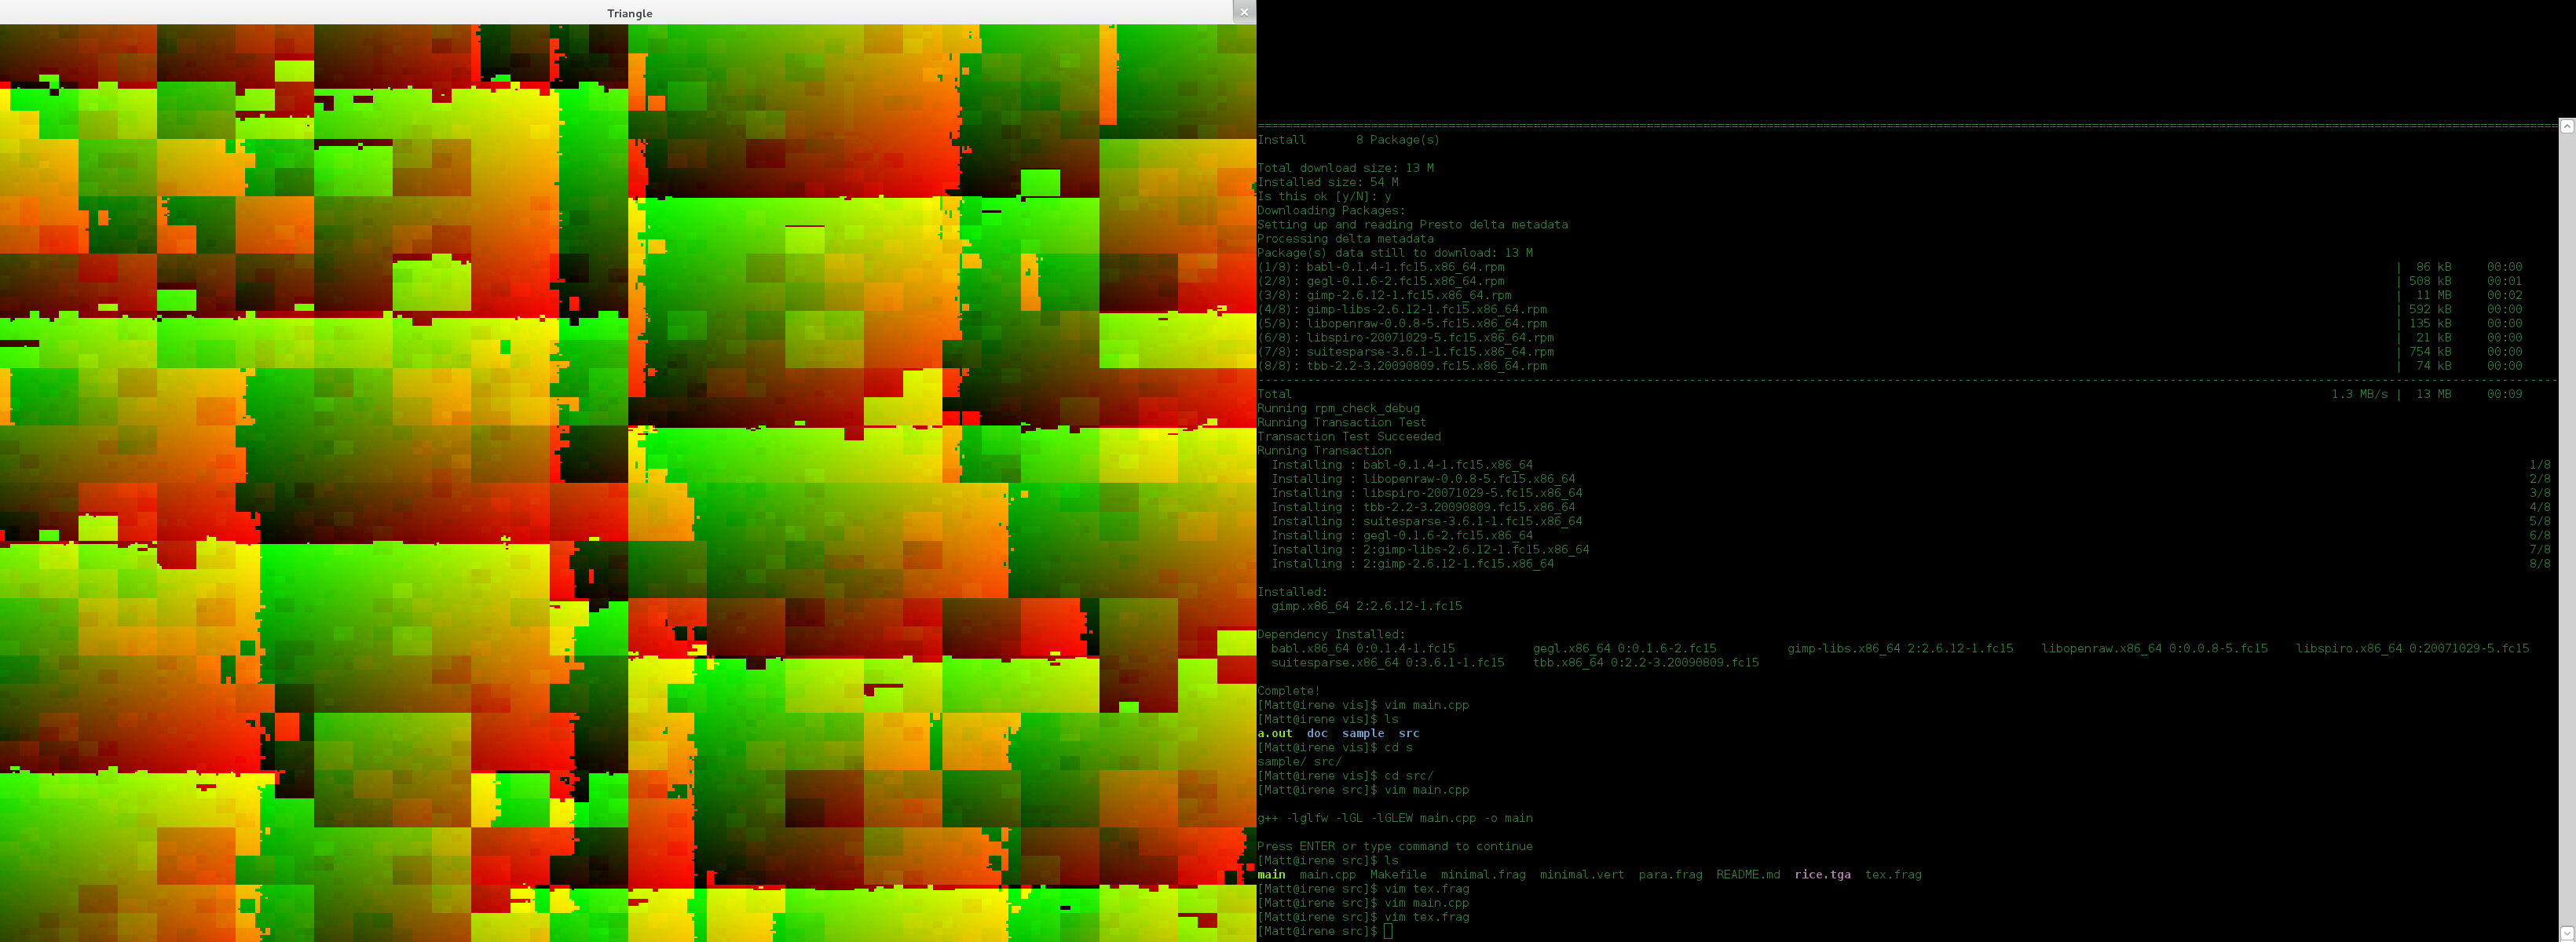 Triangle
Install 8 Package(s)
Total download size: 13 M
Installed size: 54 M
Is this ok [y/N]: y
Downloading Packages:
Setting up and reading Presto delta metadata
Processing delta metadata
Package(s) data still to download: 13 M
(1/8): babl-0.1.4-1.fc15.x86_64.rpm | 86 kB 00:00
(2/8): gegl-0.1.6-2.fc15.x86_64.rpm | 508 kB 00:01
(3/8): gimp-2.6.12-1.fc15.x86_64.rpm | 11 MB 00:02
(4/8): gimp-libs-2.6.12-1.fc15.x86_64.rpm | 592 kB 00:00
(5/8): libopenraw-0.0.8-5.fc15.x86_64.rpm | 135 kB 00:00
(6/8): libspiro-20071029-5.fc15.x86_64.rpm | 21 kB 00:00
(7/8): suitesparse-3.6.1-1.fc15.x86_64.rpm | 754 kB 00:00
(8/8): tbb-2.2-3.20090809.fc15.x86_64.rpm | 74 kB 00:00
Total 1.3 MB/s | 13 MB 00:09
Running rpm_check_debug
Running Transaction Test
Transaction Test Succeeded
Running Transaction
Installing : babl-0.1.4-1.fc15.x86_64 1/8
Installing : libopenraw-0.0.8-5.fc15.x86_64 2/8
Installing : libspiro-20071029-5.fc15.x86_64 3/8
Installing : tbb-2.2-3.20090809.fc15.x86_64 4/8
Installing : suitesparse-3.6.1-1.fc15.x86_64 5/8
Installing : gegl-0.1.6-2.fc15.x86_64 6/8
Installing : 2:gimp-libs-2.6.12-1.fc15.x86_64 7/8
Installing : 2:gimp-2.6.12-1.fc15.x86_64 8/8
Installed:
gimp.x86_64 2:2.6.12-1.fc15
Dependency Installed:
babl.x86_64 0:0.1.4-1.fc15 gegl.x86_64 0:0.1.6-2.fc15 gimp-libs.x86_64 2:2.6.12-1.fc15 libopenraw.x86_64 0:0.0.8-5.fc15 libspiro.x86_64 0:20071029-5.fc15
suitesparse.x86_64 0:3.6.1-1.fc15 tbb.x86_64 0:2.2-3.20090809.fc15
Complete!
[Matt@irene vis]$ vim main.cpp
[Matt@irene vis]$ ls
a.out doc sample src
[Matt@irene vis]$ cd s
sample/ src/
[Matt@irene vis]$ cd src/
[Matt@irene src]$ vim main.cpp
g++ -lglfw -lGL -lGLEW main.cpp -o main
Press ENTER or type command to continue
[Matt@irene src]$ ls
main main.cpp Makefile minimal.frag minimal.vert para.frag README.md rice.tga tex.frag
[Matt@irene src]$ vim tex.frag
[Matt@irene src]$ vim main.cpp
[Matt@irene src]$ vim tex.frag
[Matt@irene src]$